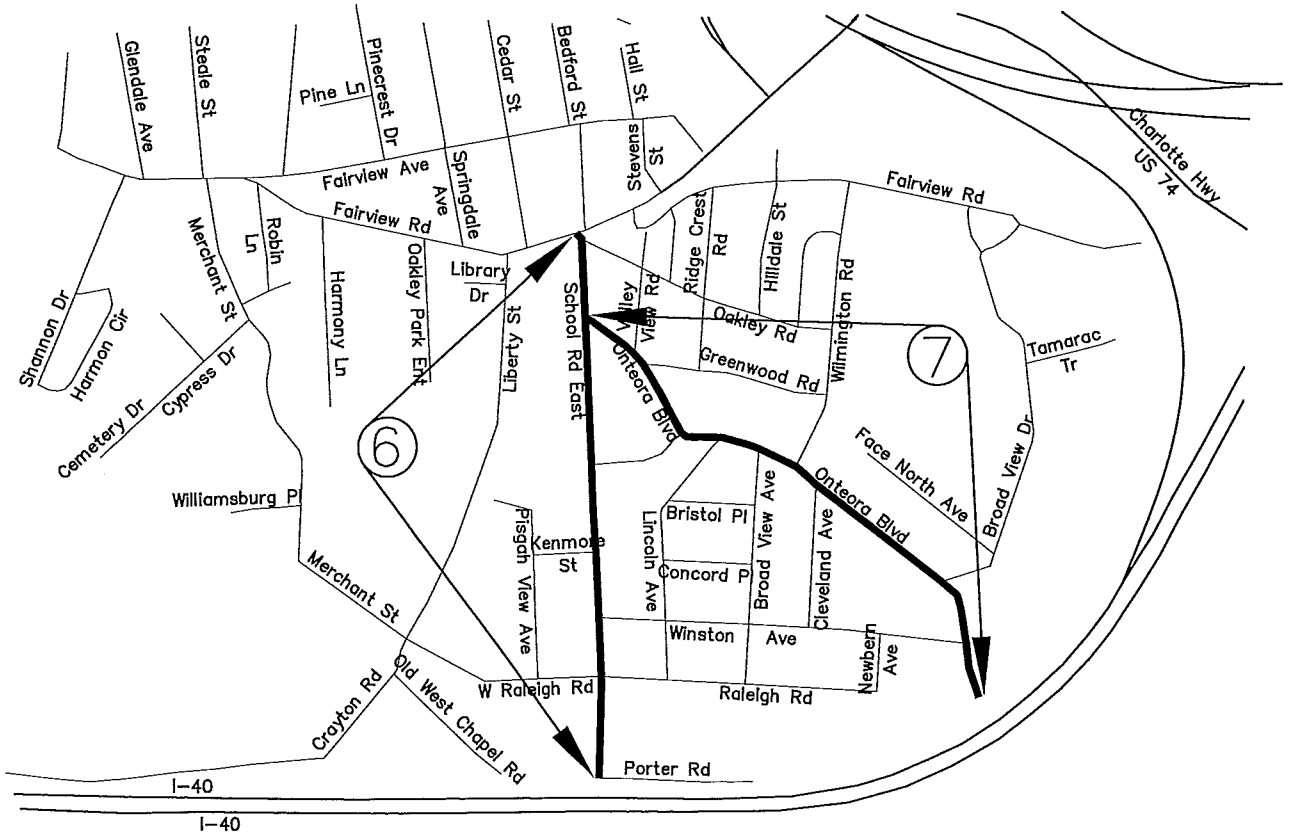 Glendale Ave
Steale St
Pine Ln
Pinecrest Dr
Cedar St
Bedford St
Hall St
Charlotte Hwy
US 74
Stevens
St
Fairview Ave
Springdale
Ave
Fairview Rd
Fairview Rd
Merchant St
Robin
Ln
Oakley Park Ent
Library
Dr
Ridge Crest
Rd
Hilldale St
Shannon Dr
Harmon Cir
Harmony Ln
Liberty St
School Rd East
Valley
View Rd
Oakley Rd
Wilmington Rd
7
Tamarac
Tr
Greenwood Rd
Onteora Blvd
Cemetery Dr
Cypress Dr
6
Face North Ave
Broad View Dr
Williamsburg Pl
Onteora Blvd
Pisgah View Ave
Kenmore
St
Lincoln Ave
Bristol Pl
Concord P
Broad View Ave
Cleveland Ave
Merchant St
Winston Ave
Newbern
Ave
Old West Chapel Rd
Crayton Rd
W Raleigh Rd
Raleigh Rd
Porter Rd
I-40
I-40